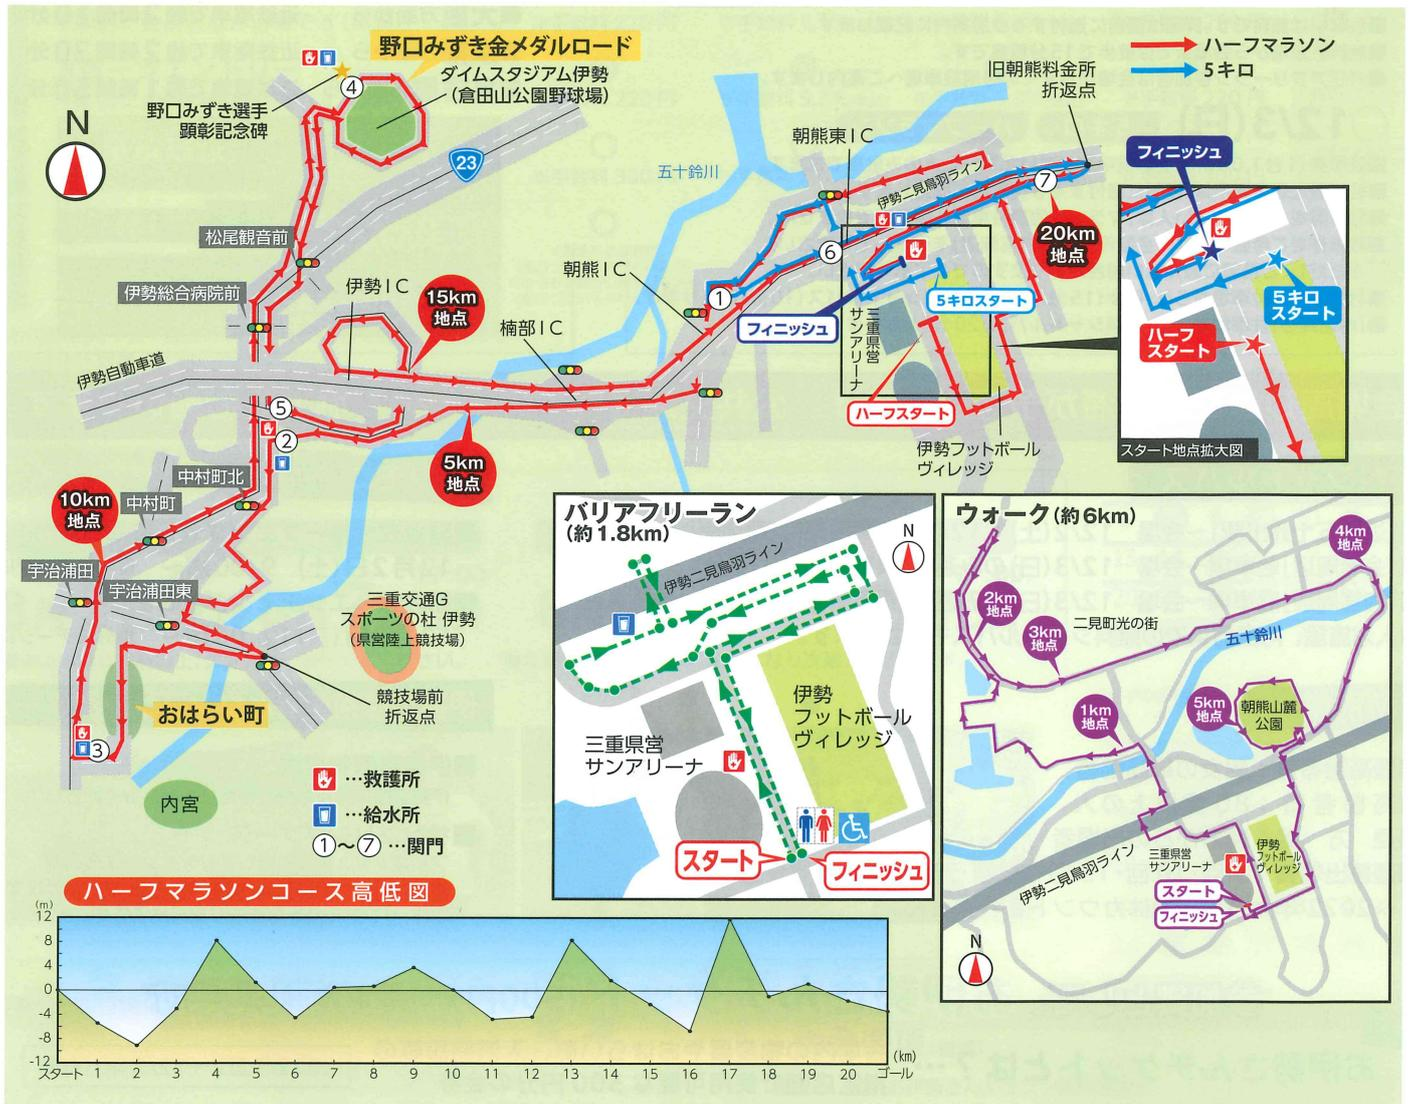 野口みずき金メダルロード
ダイムスタジアム伊勢
(倉田山公園野球場)
④
野口みずき選手
顕彰記念碑
N
23
五十鈴川
朝熊東IC
旧朝熊料金所
折返点
ハーフマラソン
5キロ
伊勢二見鳥羽ライン
⑦
20km
地点
⑥
松尾観音前
伊勢総合病院前
伊勢IC
15km
地点
朝熊IC
楠部IC
①
フィニッシュ
5キロスタート
三重県営
サンアリーナ
ハーフスタート
伊勢フットボール
ヴィレッジ
フィニッシュ
5キロ
スタート
ハーフ
スタート
スタート地点拡大図
伊勢自動車道
⑤
②
5km
地点
中村町北
中村町
10km
地点
宇治浦田
宇治浦田東
三重交通G
スポーツの杜 伊勢
(県営陸上競技場)
競技場前
折返点
おはらい町
③
内宮
…救護所
…給水所
①～⑦…関門
バリアフリーラン
(約1.8km)
N
伊勢二見鳥羽ライン
伊勢
フットボール
ヴィレッジ
三重県営
サンアリーナ
スタート
フィニッシュ
ウォーク(約6km)
4km
地点
2km
地点
3km
地点
二見町光の街
五十鈴川
1km
地点
5km
地点
朝熊山麓
公園
伊勢二見鳥羽ライン
三重県営
サンアリーナ
伊勢
フットボール
ヴィレッジ
スタート
フィニッシュ
N
ハーフマラソンコース高低図
(m)
12
8
4
0
-4
-8
-12
スタート 1 2 3 4 5 6 7 8 9 10 11 12 13 14 15 16 17 18 19 20 ゴール
(km)